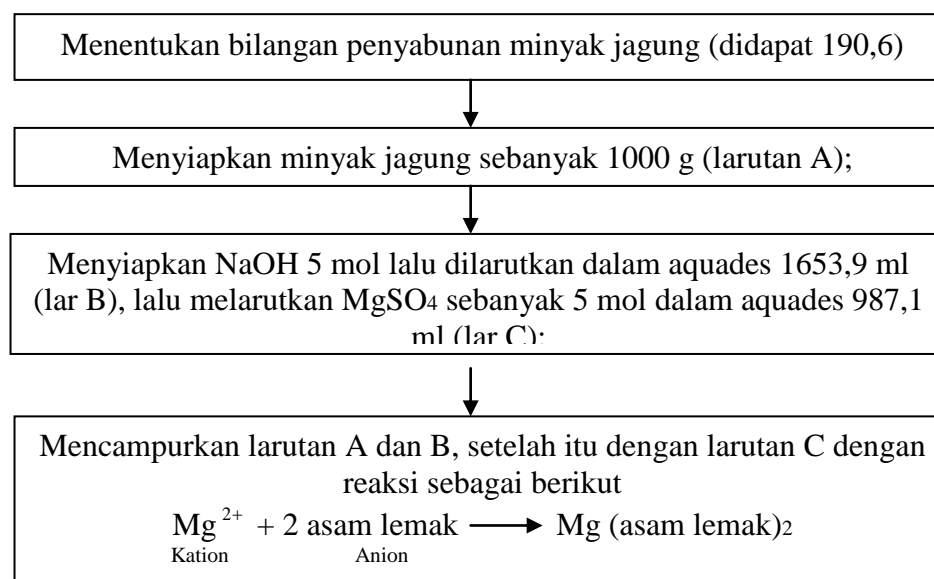 Menentukan bilangan penyabunan minyak jagung (didapat 190,6)
Menyiapkan minyak jagung sebanyak 1000 g (larutan A);
Menyiapkan NaOH 5 mol lalu dilarutkan dalam aquades 1653,9 ml
(lar B), lalu melarutkan MgSO4 sebanyak 5 mol dalam aquades 987,1
ml (lar C);
Mencampurkan larutan A dan B, setelah itu dengan larutan C dengan
reaksi sebagai berikut
Mg 2+ + 2 asam lemak ⟶ Mg (asam lemak)2
Kation Anion